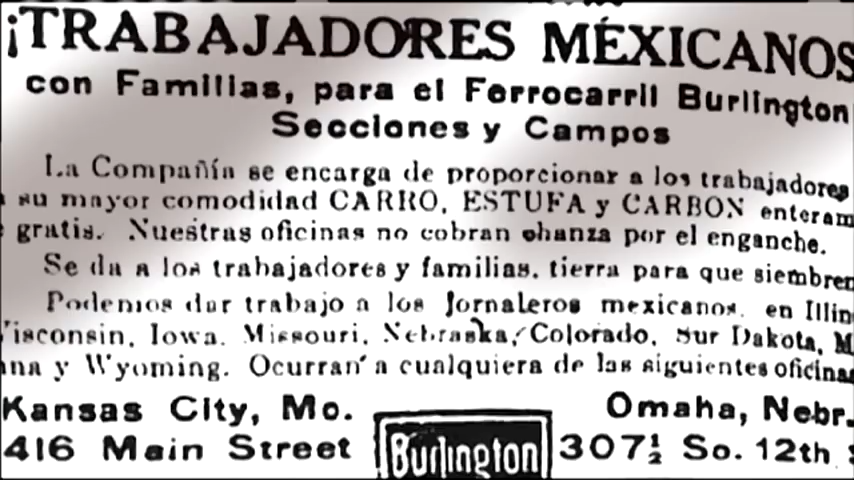 ¡TRABAJADORES MÉXICANOS
con Familias, para el Ferrocarril Burlington
Secciones y Campos
La Compañía se encarga de proporcionar a los trabajadores
su mayor comodidad CARRO, ESTUFA y CARBON enteram
gratis. Nuestras oficinas no cobran chanza por el enganche.
Se da a los trabajadores y familias, tierra para que siembren
Podemos dar trabajo a los Jornaleros mexicanos, en Illin
isconsin, Iowa, Missouri, Nebraska, Colorado, Sur Dakota, M
na y Wyoming. Ocurran a cualquiera de las siguientes oficinas
Kansas City, Mo.
416 Main Street
Burlington
Omaha, Nebr.
307½ So. 12th